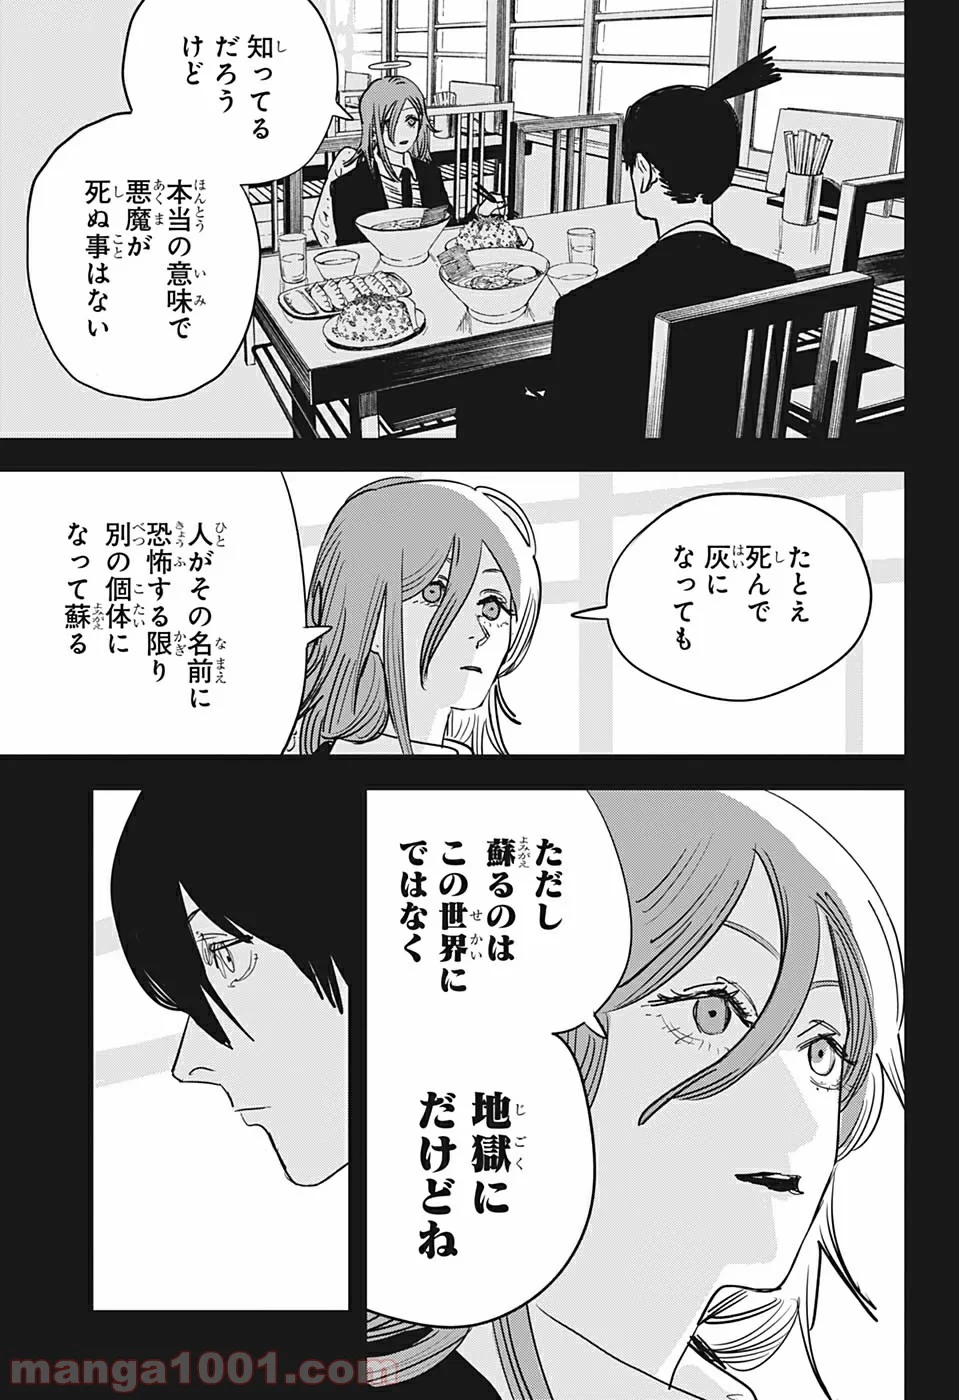 知ってる
だろう
けど
本当の意味で
悪魔が
死ぬ事はない
たとえ
死んで
灰に
なっても
人がその名前に
恐怖する限り
別の個体に
なって蘇る
ただし
蘇るのは
この世界に
ではなく
地獄に
だけどね
manga1001.com